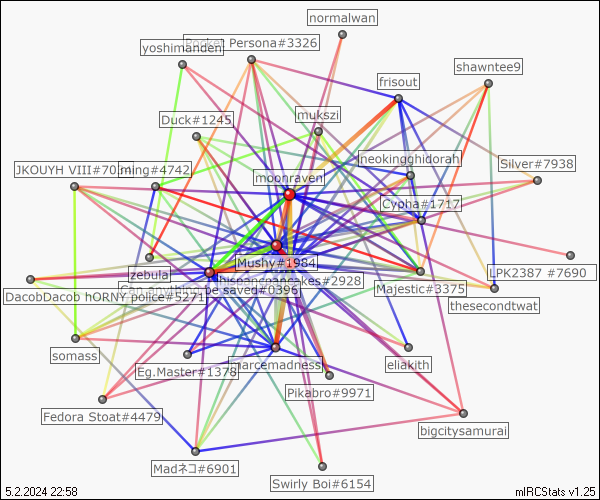 normalwan
yoshimanden
Pocket Persona#3326
shawntee9
frisout
Duck#1245
mukszi
neokingghidorah
Silver#7938
JKOUYH VIII#70
ming#4742
moonraven
Cypha#1717
Mushy#1984
zebula
LPK2387 #7690
hispanicpancakes#2928
Majestic#3375
Can anything be saved#0396
DacobDacob hORNY police#5271
thesecondtwat
somass
marcemadness
eliakith
Eg.Master#1378
Pikabro#9971
Fedora Stoat#4479
bigcitysamurai
Madネコ#6901
Swirly Boi#6154
5.2.2024 22:58
mIRCStats v1.25